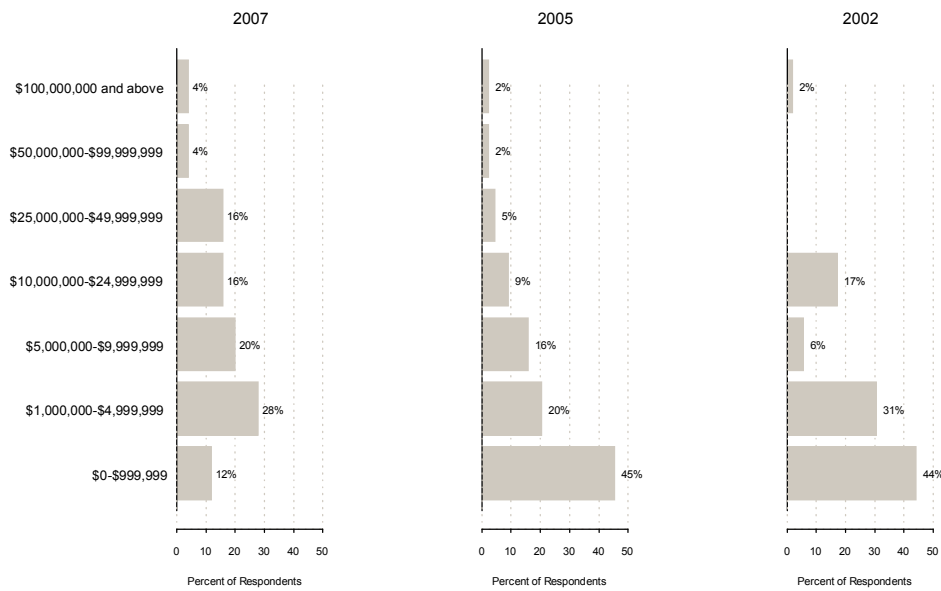 2007 2005 2002
$100,000,000 and above 4% 2% 2%
$50,000,000-$99,999,999 4% 2%
$25,000,000-$49,999,999 16% 5%
$10,000,000-$24,999,999 16% 9% 17%
$5,000,000-$9,999,999 20% 16% 6%
$1,000,000-$4,999,999 28% 20% 31%
$0-$999,999 12% 45% 44%
0 10 20 30 40 50 0 10 20 30 40 50 0 10 20 30 40 50
Percent of Respondents Percent of Respondents Percent of Respondents